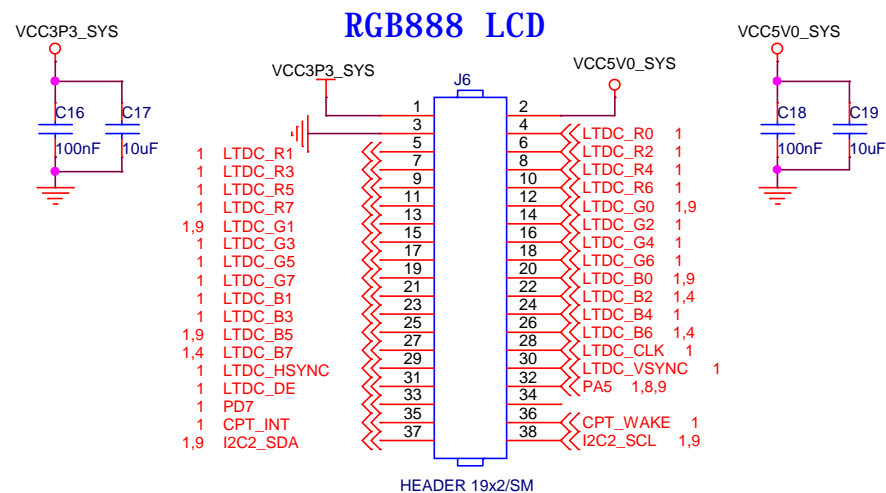 RGB888 LCD
VCC3P3_SYS
VCC5V0_SYS
VCC3P3_SYS
VCC5V0_SYS
J6
C16
C17
C18
C19
100nF
10uF
100nF
10uF
1 2
3 4 LTDC_R0 1
1 LTDC_R1 5 6 LTDC_R2 1
1 LTDC_R3 7 8 LTDC_R4 1
1 LTDC_R5 9 10 LTDC_R6 1
1 LTDC_R7 11 12 LTDC_G0 1,9
1,9 LTDC_G1 13 14 LTDC_G2 1
1 LTDC_G3 15 16 LTDC_G4 1
1 LTDC_G5 17 18 LTDC_G6 1
1 LTDC_G7 19 20 LTDC_B0 1,9
1 LTDC_B1 21 22 LTDC_B2 1,4
1 LTDC_B3 23 24 LTDC_B4 1
1,9 LTDC_B5 25 26 LTDC_B6 1,4
1,4 LTDC_B7 27 28 LTDC_CLK 1
1 LTDC_HSYNC 29 30 LTDC_VSYNC 1
1 LTDC_DE 31 32 PA5 1,8,9
1 PD7 33 34
1 CPT_INT 35 36 CPT_WAKE 1
1,9 I2C2_SDA 37 38 I2C2_SCL 1,9
HEADER 19x2/SM